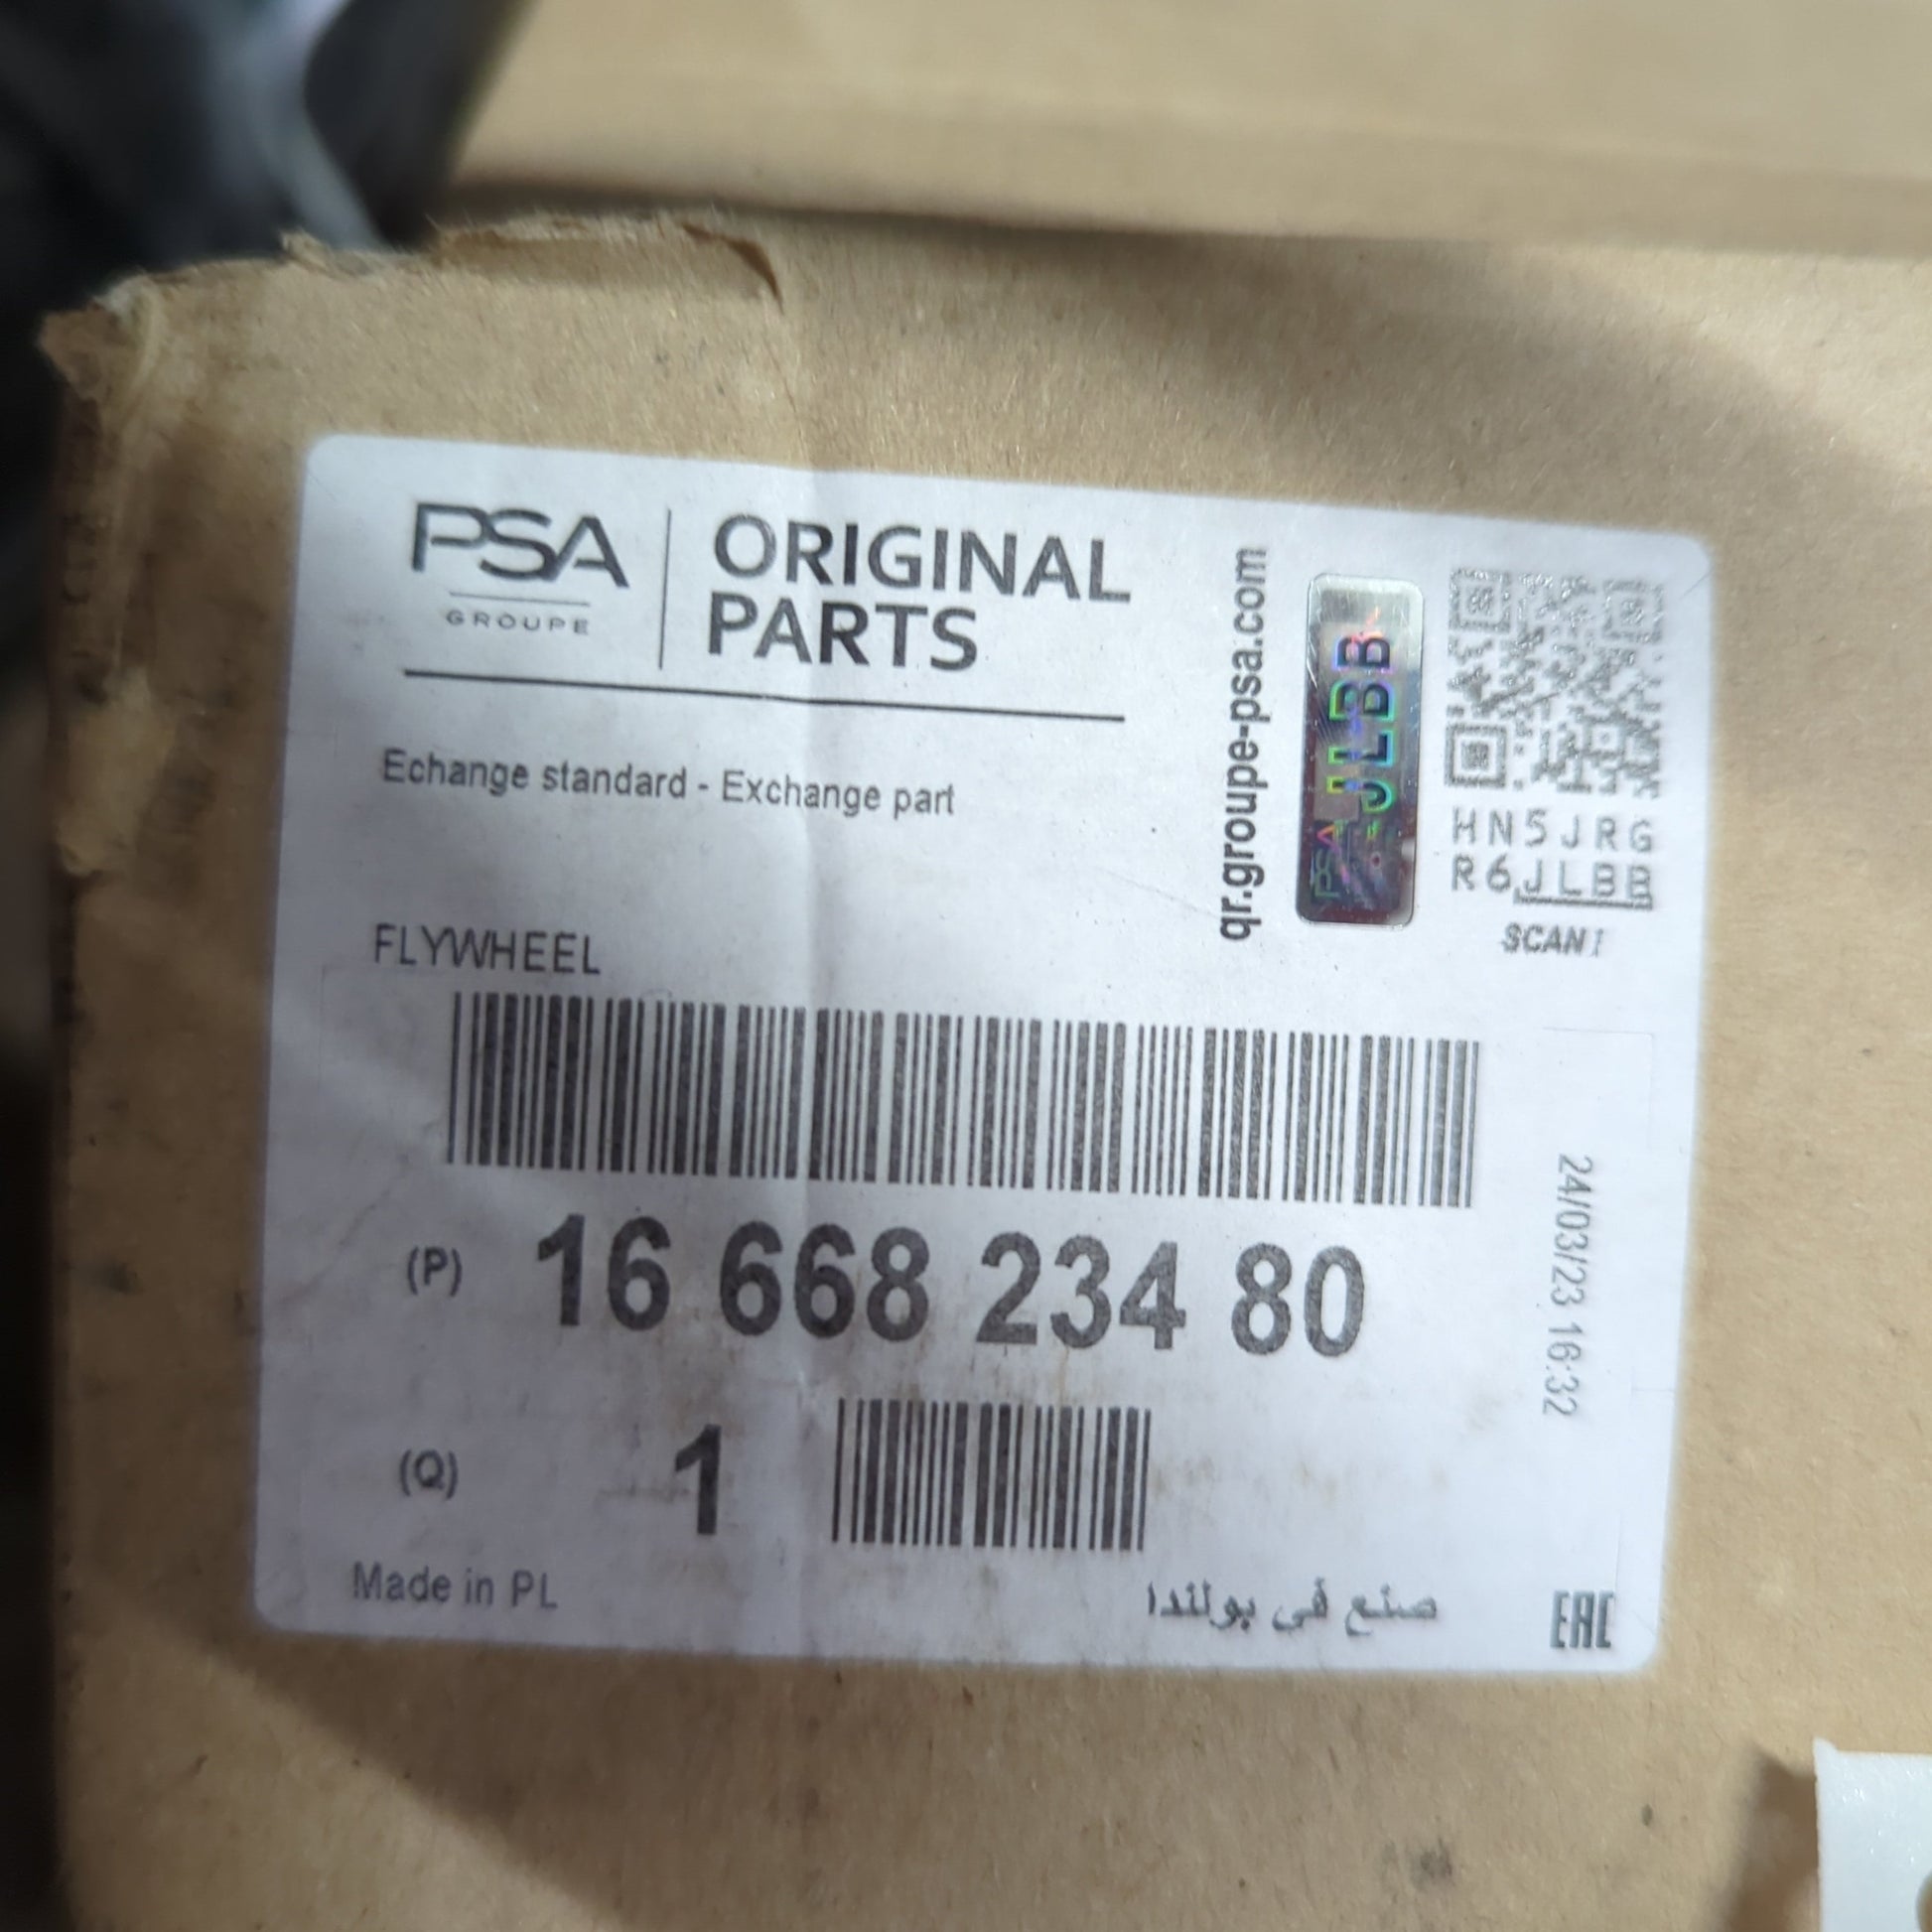 PSA
GROUPE
ORIGINAL
PARTS
Echange standard - Exchange part
qr.groupe-psa.com
PSA JLBB
HN5JRG
R6JLBB
SCAN
FLYWHEEL
(P) 16 668 234 80
24/03/23 16:32
(Q) 1
Made in PL
صنع في بولندا
EAC